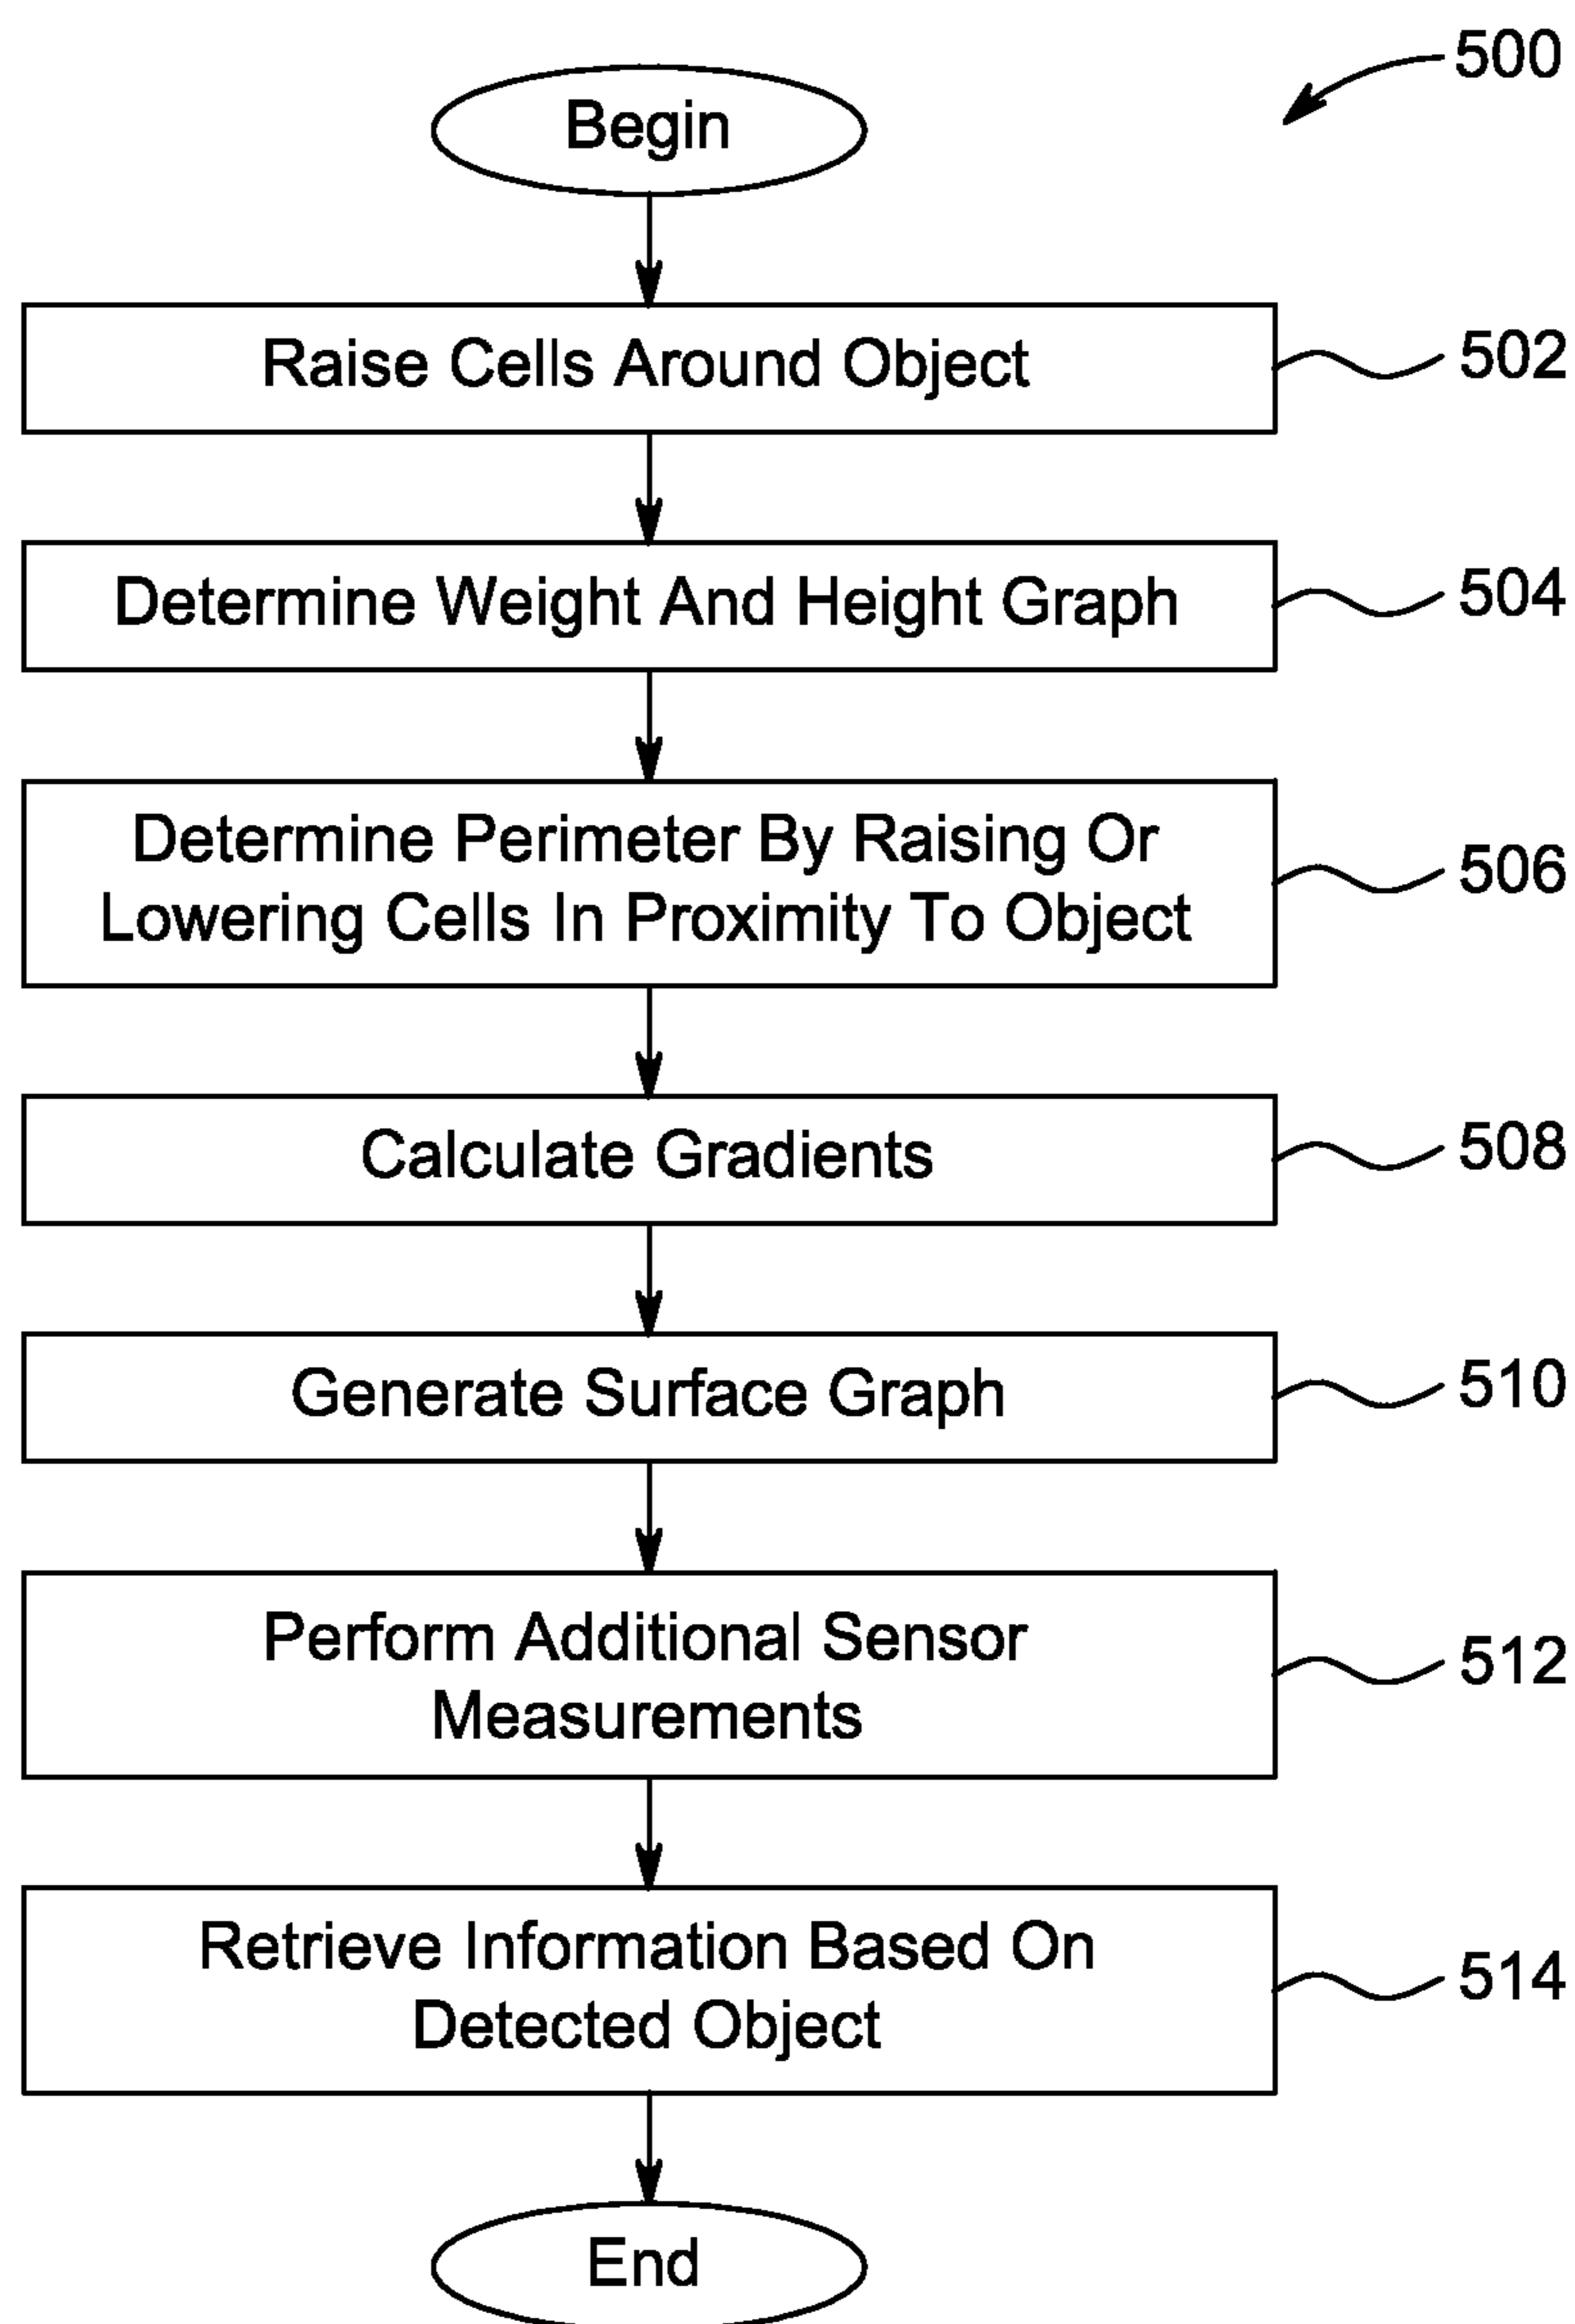 500
Begin
Raise Cells Around Object
502
Determine Weight And Height Graph
504
Determine Perimeter By Raising Or
Lowering Cells In Proximity To Object
506
Calculate Gradients
508
Generate Surface Graph
510
Perform Additional Sensor
Measurements
512
Retrieve Information Based On
Detected Object
514
End